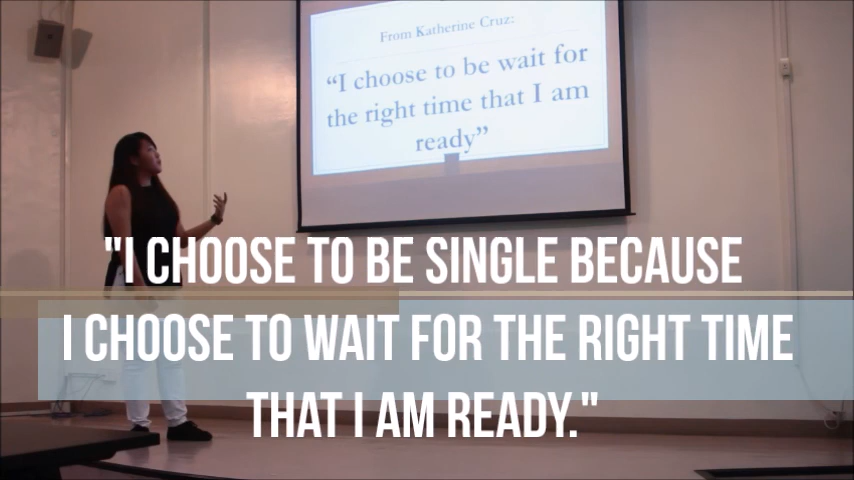 From Katherine Cruz:
“I choose to be wait for
the right time that I am
ready”
"I CHOOSE TO BE SINGLE BECAUSE
I CHOOSE TO WAIT FOR THE RIGHT TIME
THAT I AM READY."